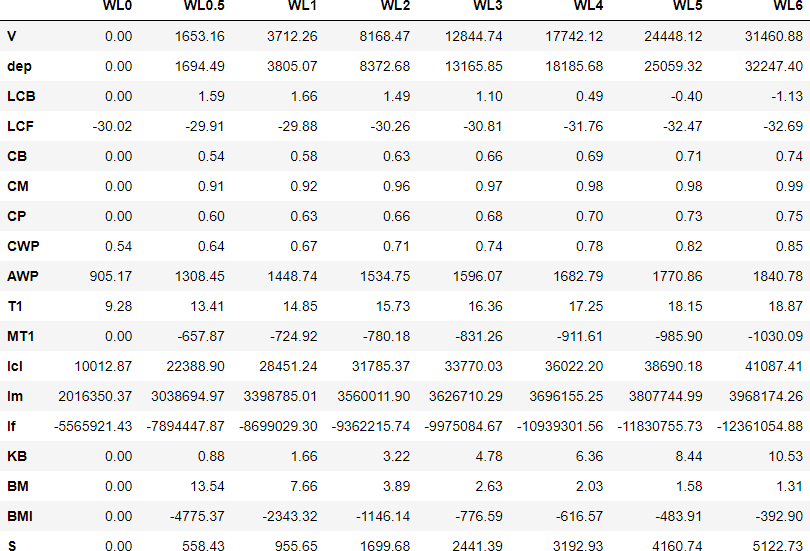 WL0 WL0.5 WL1 WL2 WL3 WL4 WL5 WL6
V 0.00 1653.16 3712.26 8168.47 12844.74 17742.12 24448.12 31460.88
dep 0.00 1694.49 3805.07 8372.68 13165.85 18185.68 25059.32 32247.40
LCB 0.00 1.59 1.66 1.49 1.10 0.49 -0.40 -1.13
LCF -30.02 -29.91 -29.88 -30.26 -30.81 -31.76 -32.47 -32.69
CB 0.00 0.54 0.58 0.63 0.66 0.69 0.71 0.74
CM 0.00 0.91 0.92 0.96 0.97 0.98 0.98 0.99
CP 0.00 0.60 0.63 0.66 0.68 0.70 0.73 0.75
CWP 0.54 0.64 0.67 0.71 0.74 0.78 0.82 0.85
AWP 905.17 1308.45 1448.74 1534.75 1596.07 1682.79 1770.86 1840.78
T1 9.28 13.41 14.85 15.73 16.36 17.25 18.15 18.87
MT1 0.00 -657.87 -724.92 -780.18 -831.26 -911.61 -985.90 -1030.09
Icl 10012.87 22388.90 28451.24 31785.37 33770.03 36022.20 38690.18 41087.41
Im 2016350.37 3038694.97 3398785.01 3560011.90 3626710.29 3696155.25 3807744.99 3968174.26
If -5565921.43 -7894447.87 -8699029.30 -9362215.74 -9975084.67 -10939301.56 -11830755.73 -12361054.88
KB 0.00 0.88 1.66 3.22 4.78 6.36 8.44 10.53
BM 0.00 13.54 7.66 3.89 2.63 2.03 1.58 1.31
BMl 0.00 -4775.37 -2343.32 -1146.14 -776.59 -616.57 -483.91 -392.90
S 0.00 558.43 955.65 1699.68 2441.39 3192.93 4160.74 5122.73